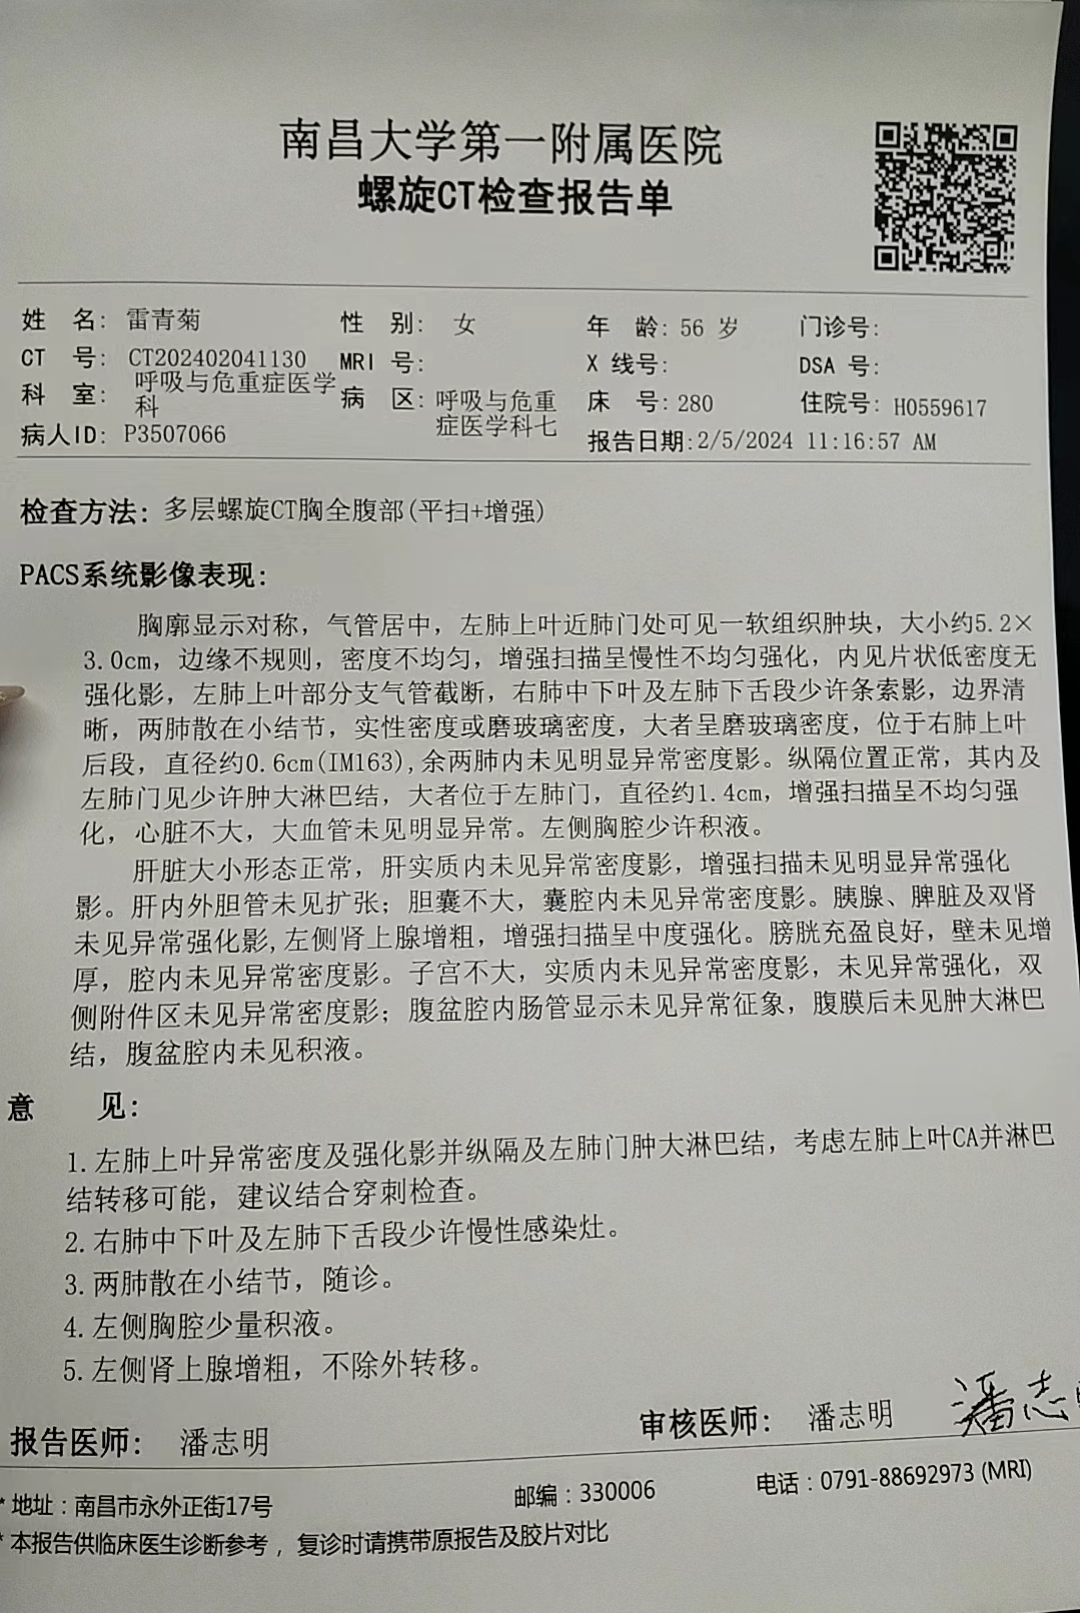 南昌大学第一附属医院
螺旋CT检查报告单
姓 名: 雷青菊 性 别: 女 年 龄: 56 岁 门诊号:
CT 号: CT202402041130 MRI 号: X 线号: DSA 号:
科 室: 呼吸与危重症医学科 病 区: 呼吸与危重症医学科七 床 号: 280 住院号: H0559617
病人ID: P3507066 报告日期: 2/5/2024 11:16:57 AM
检查方法: 多层螺旋CT胸全腹部(平扫+增强)
PACS系统影像表现:
胸廓显示对称，气管居中，左肺上叶近肺门处可见一软组织肿块，大小约5.2×
3.0cm，边缘不规则，密度不均匀，增强扫描呈慢性不均匀强化，内见片状低密度无
强化影，左肺上叶部分支气管截断，右肺中下叶及左肺下舌段少许条索影，边界清
晰，两肺散在小结节，实性密度或磨玻璃密度，大者呈磨玻璃密度，位于右肺上叶
后段，直径约0.6cm(IM163),余两肺内未见明显异常密度影。纵隔位置正常，其内及
左肺门见少许肿大淋巴结，大者位于左肺门，直径约1.4cm，增强扫描呈不均匀强
化，心脏不大，大血管未见明显异常。左侧胸腔少许积液。
肝脏大小形态正常，肝实质内未见异常密度影，增强扫描未见明显异常强化
影。肝内外胆管未见扩张；胆囊不大，囊腔内未见异常密度影。胰腺、脾脏及双肾
未见异常强化影,左侧肾上腺增粗，增强扫描呈中度强化。膀胱充盈良好，壁未见增
厚，腔内未见异常密度影。子宫不大，实质内未见异常密度影，未见异常强化，双
侧附件区未见异常密度影；腹盆腔内肠管显示未见异常征象，腹膜后未见肿大淋巴
结，腹盆腔内未见积液。
意 见:
1.左肺上叶异常密度及强化影并纵隔及左肺门肿大淋巴结，考虑左肺上叶CA并淋巴
结转移可能，建议结合穿刺检查。
2.右肺中下叶及左肺下舌段少许慢性感染灶。
3.两肺散在小结节，随诊。
4.左侧胸腔少量积液。
5.左侧肾上腺增粗，不除外转移。
报告医师: 潘志明 审核医师: 潘志明 潘志明
* 地址：南昌市永外正街17号 邮编：330006 电话：0791-88692973 (MRI)
* 本报告供临床医生诊断参考，复诊时请携带原报告及胶片对比